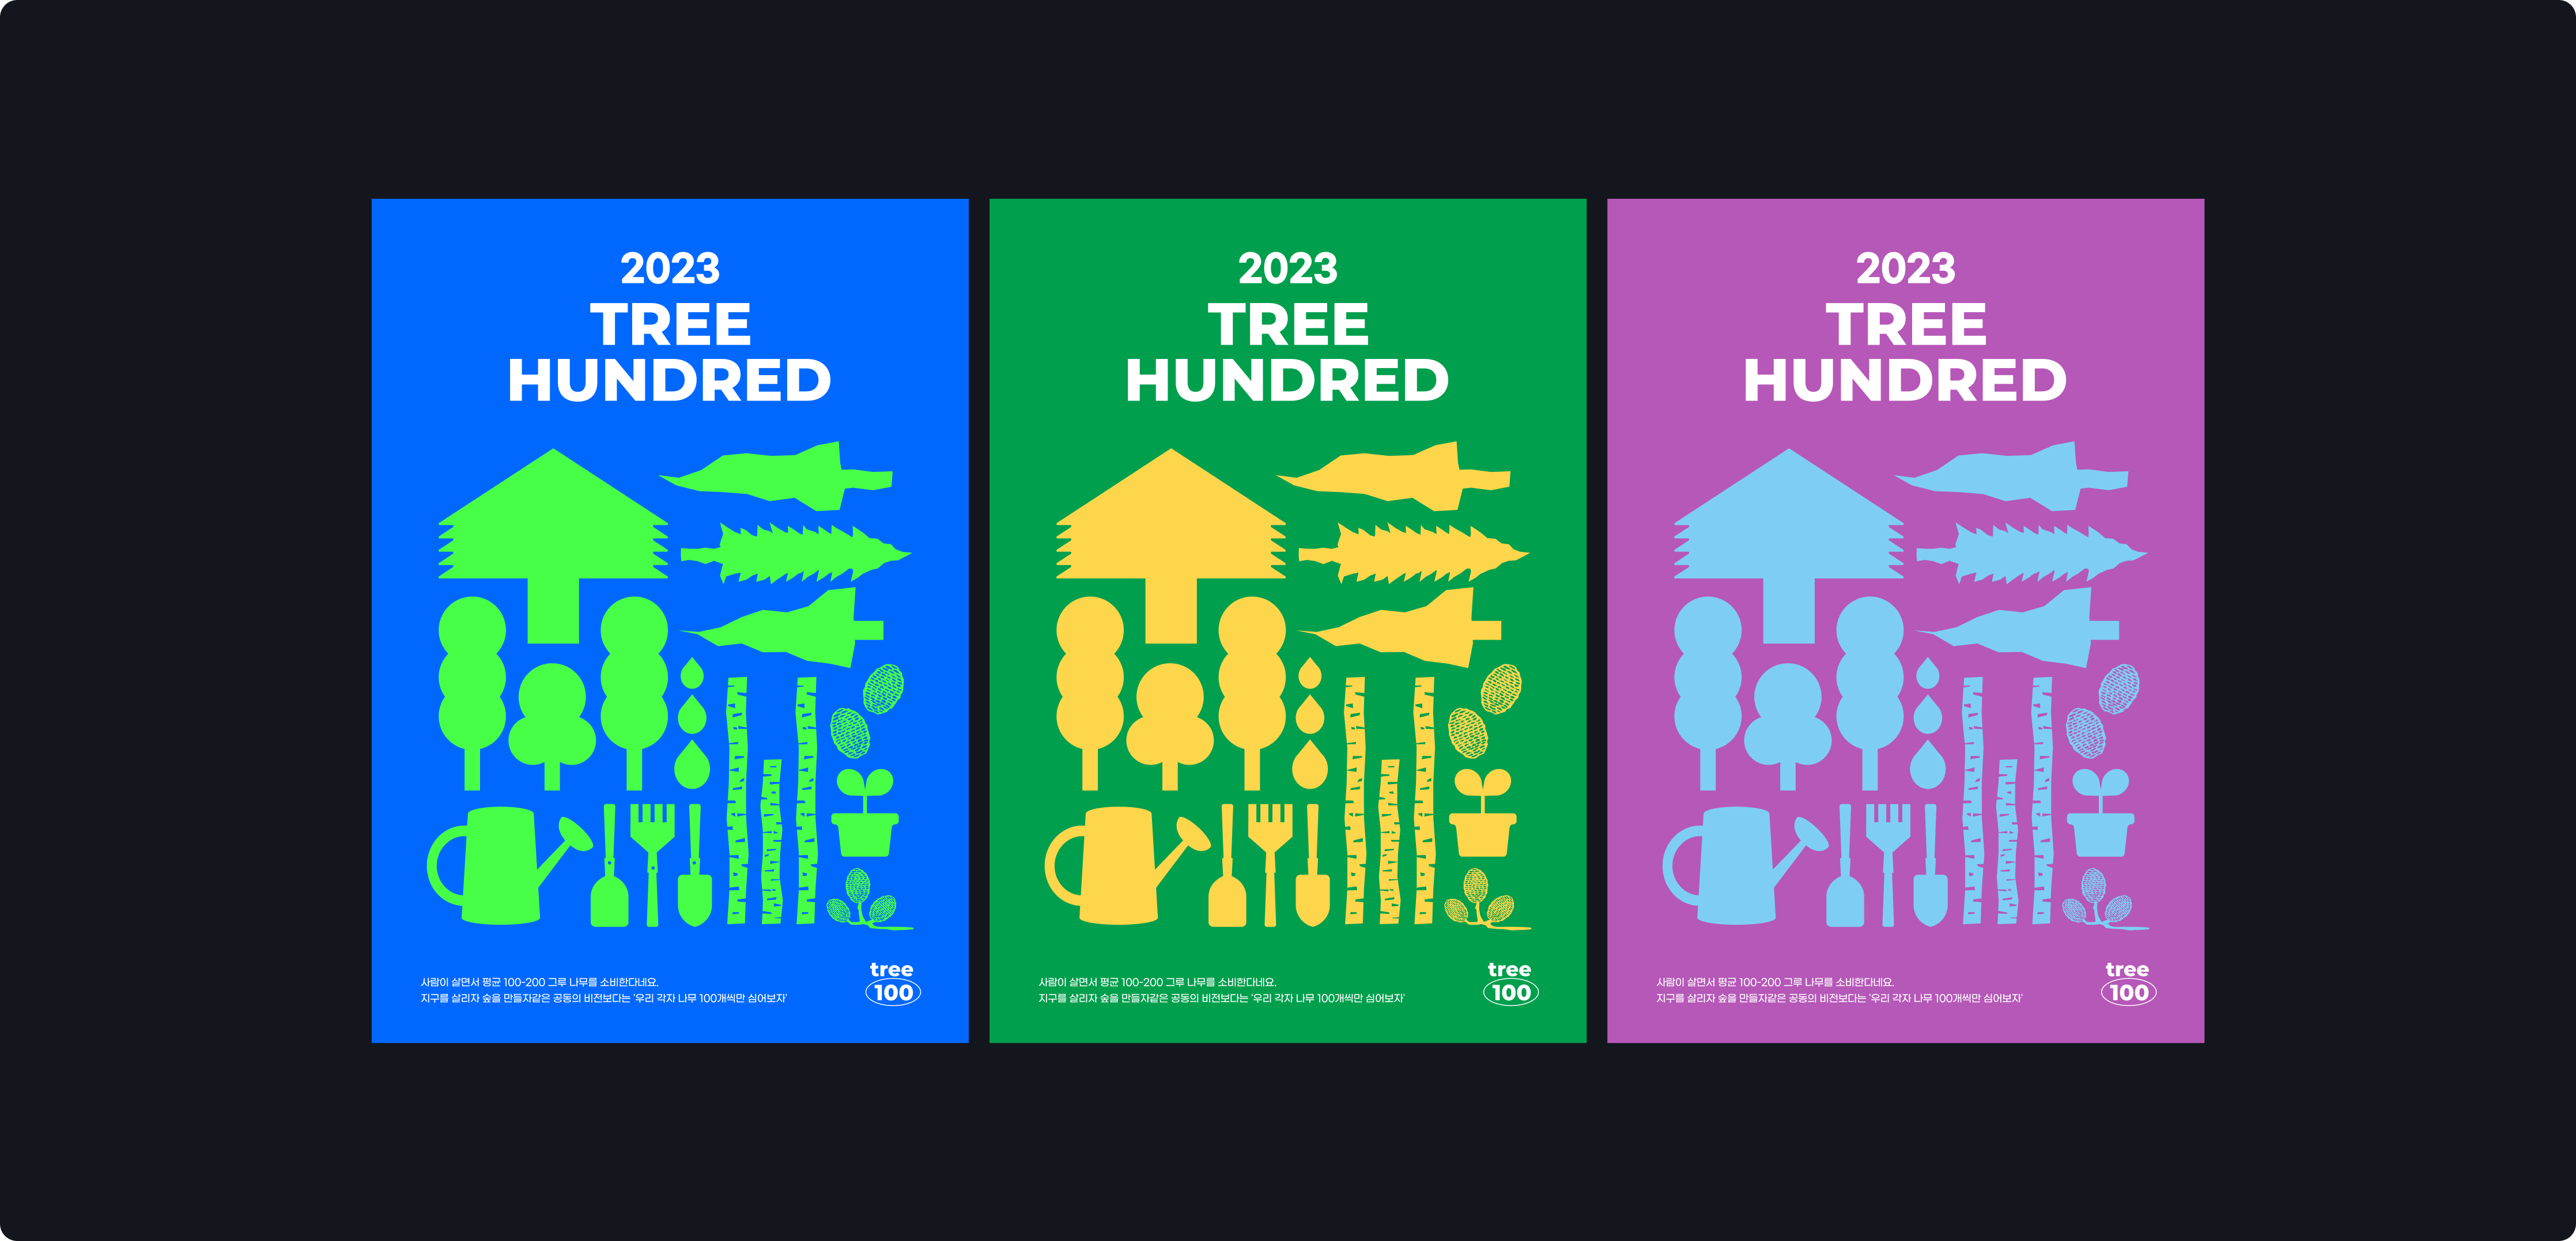 2023
TREE
HUNDRED
사람이 살면서 평균 100-200 그루 나무를 소비한다네요.
지구를 살리자 숲을 만들자같은 공동의 비전보다는 '우리 각자 나무 100개씩만 심어보자'
tree
100
2023
TREE
HUNDRED
사람이 살면서 평균 100-200 그루 나무를 소비한다네요.
지구를 살리자 숲을 만들자같은 공동의 비전보다는 '우리 각자 나무 100개씩만 심어보자'
tree
100
2023
TREE
HUNDRED
사람이 살면서 평균 100-200 그루 나무를 소비한다네요.
지구를 살리자 숲을 만들자같은 공동의 비전보다는 '우리 각자 나무 100개씩만 심어보자'
tree
100